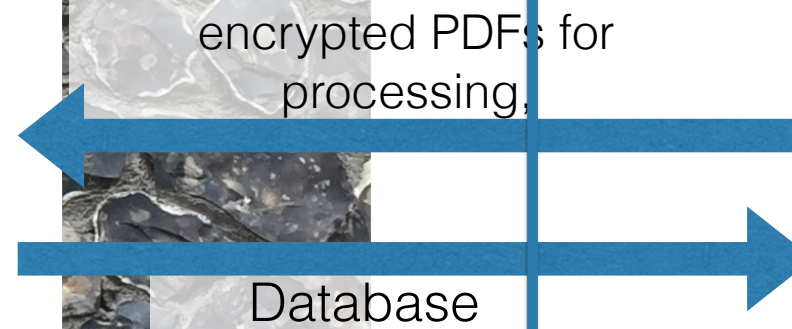 encrypted PDFs for
processing,
Database